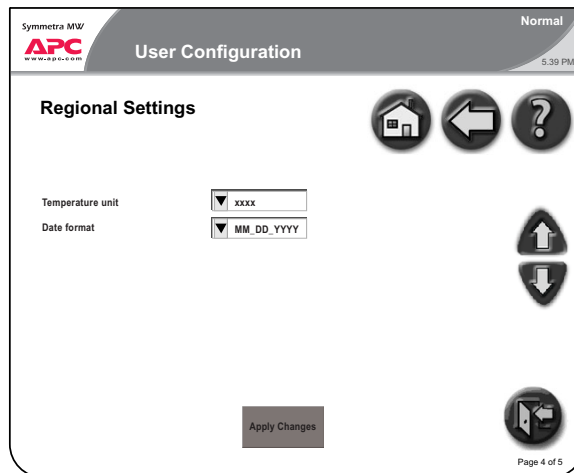 Symmetra MW
APC
www.apc.com
User Configuration
Normal
5.39 PM
Regional Settings
?
Temperature unit
xxxx
Date format
MM_DD_YYYY
Apply Changes
Page 4 of 5